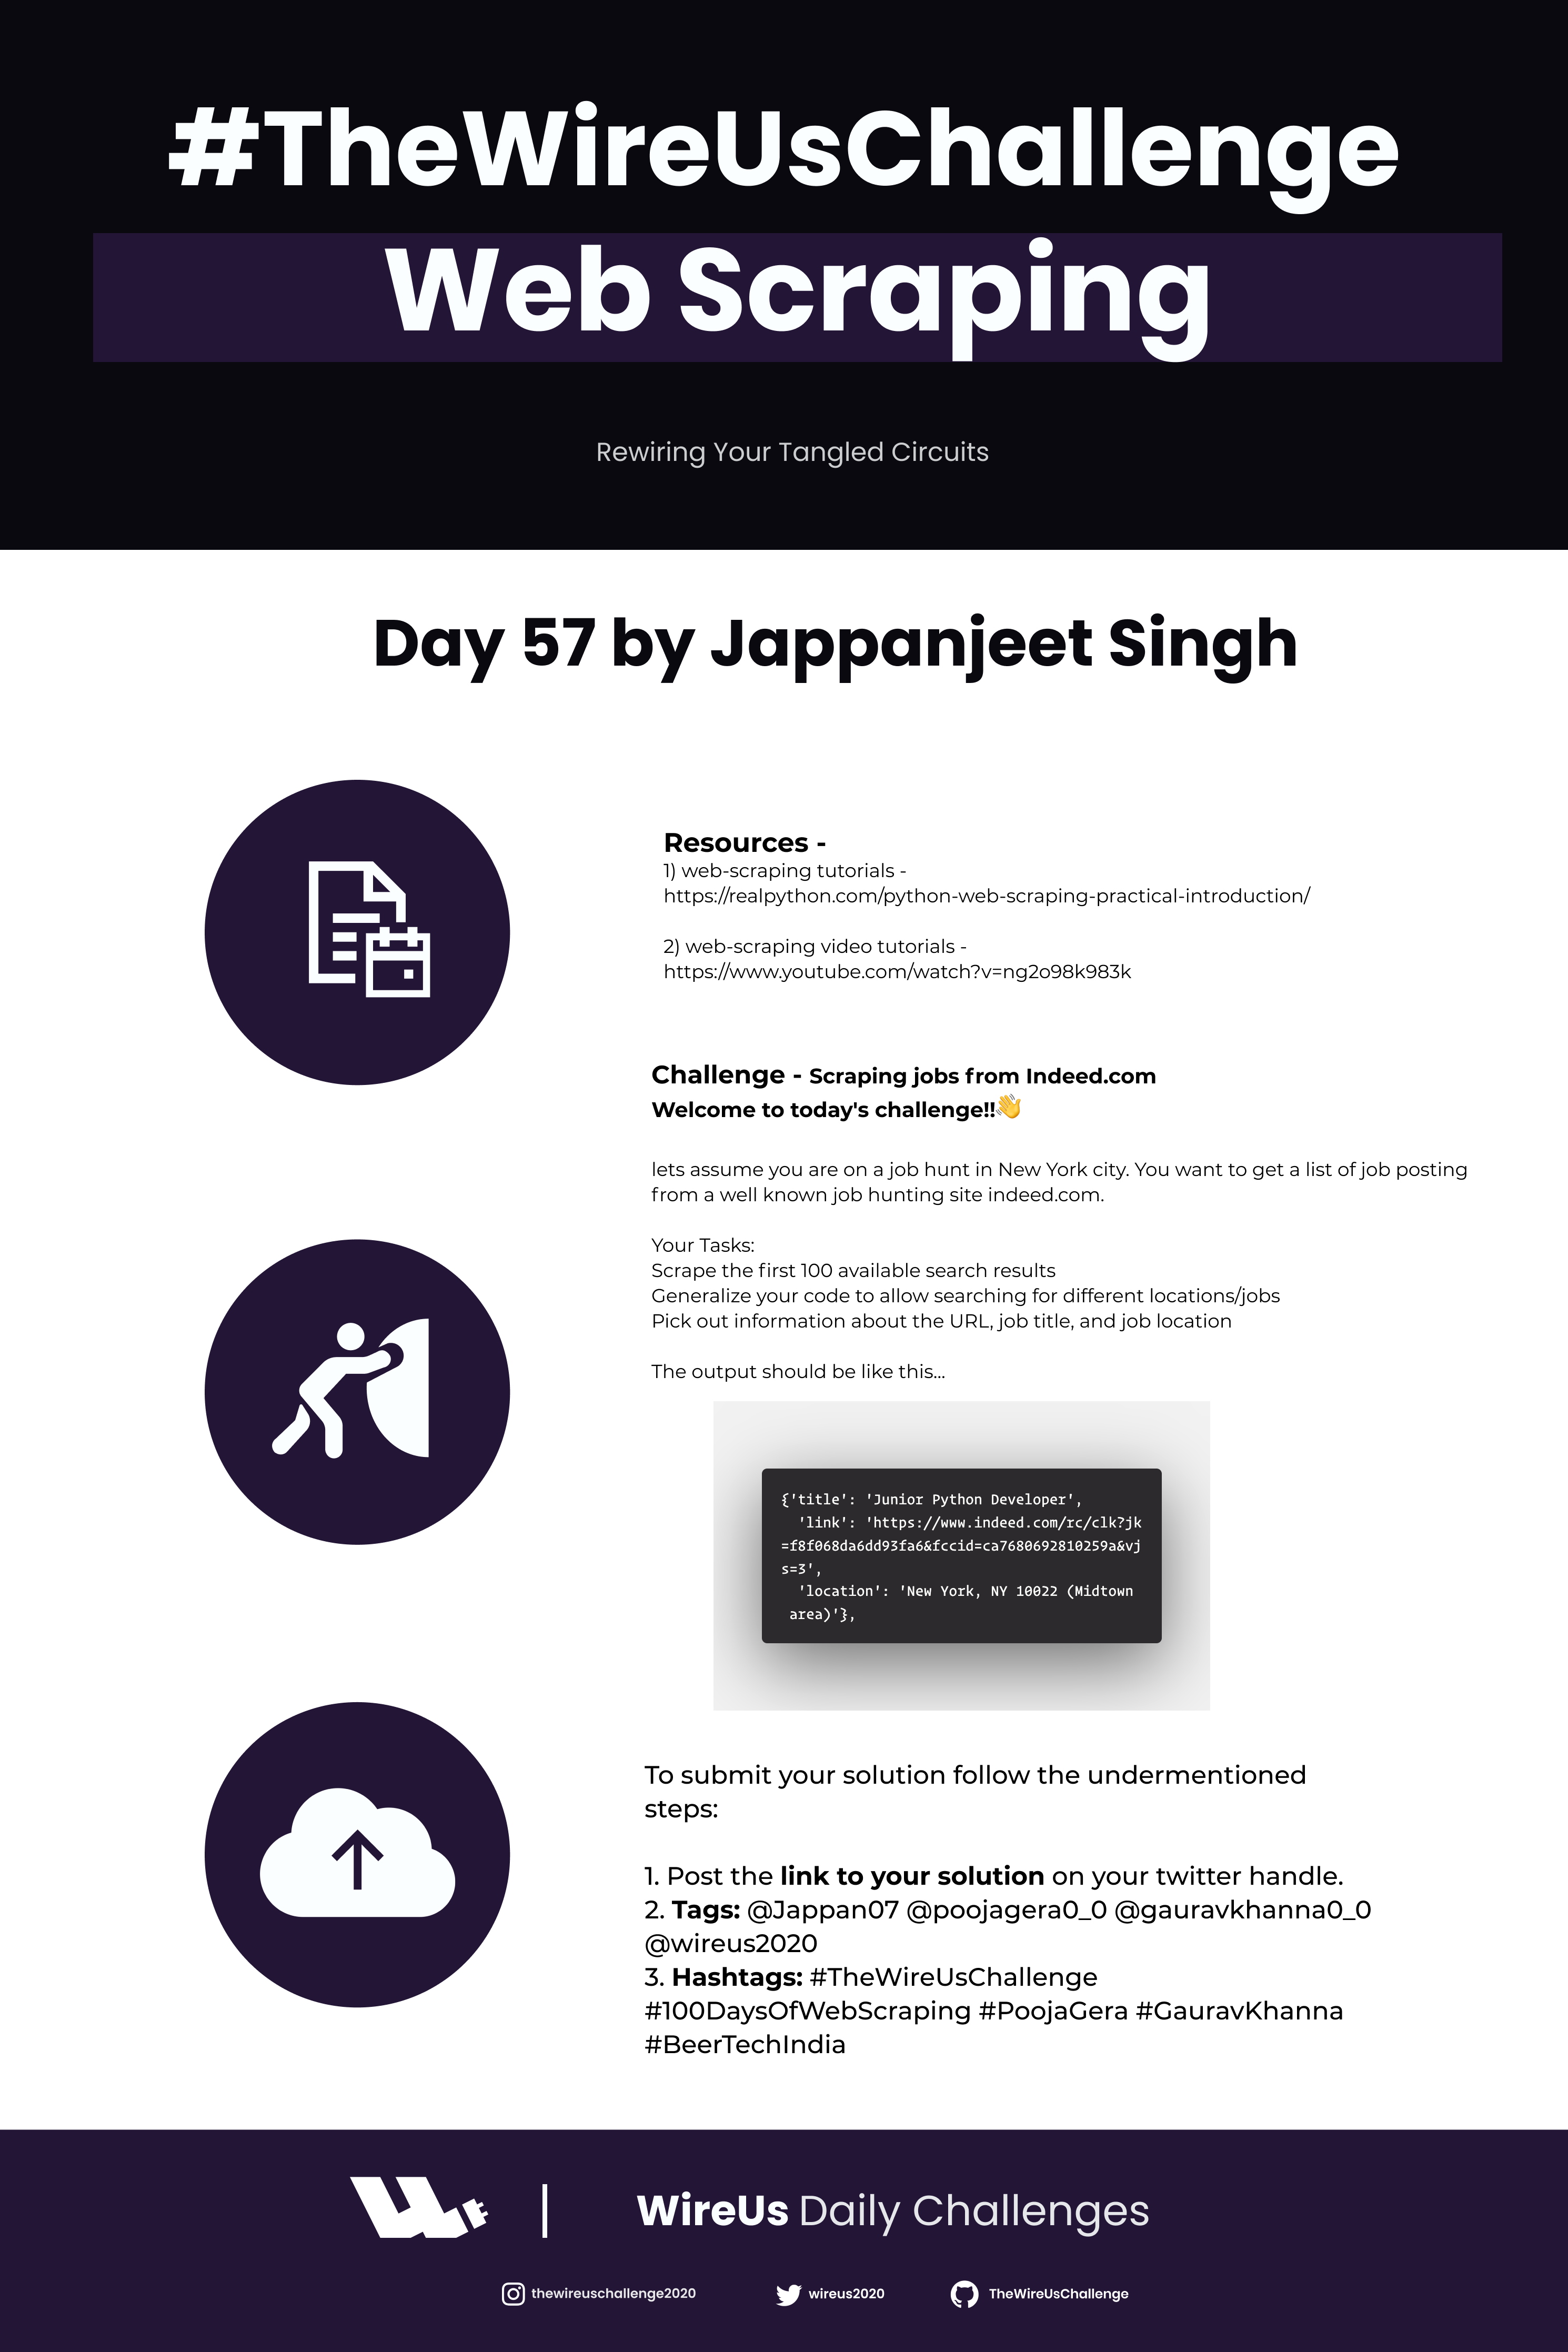 #TheWireUsChallenge
Web Scraping
Rewiring Your Tangled Circuits
Day 57 by Jappanjeet Singh
Resources -
1) web-scraping tutorials -
https://realpython.com/python-web-scraping-practical-introduction/
2) web-scraping video tutorials -
https://www.youtube.com/watch?v=ng2o98k983k
Challenge - Scraping jobs from Indeed.com
Welcome to today's challenge!!👋
lets assume you are on a job hunt in New York city. You want to get a list of job posting
from a well known job hunting site indeed.com.
Your Tasks:
Scrape the first 100 available search results
Generalize your code to allow searching for different locations/jobs
Pick out information about the URL, job title, and job location
The output should be like this...
{'title': 'Junior Python Developer',
'link': 'https://www.indeed.com/rc/clk?jk
=f8f068da6dd93fa6&fccid=ca7680692810259a&vj
s=3',
'location': 'New York, NY 10022 (Midtown
area)'},
To submit your solution follow the undermentioned
steps:
1. Post the link to your solution on your twitter handle.
2. Tags: @Jappan07 @poojagera0_0 @gauravkhanna0_0
@wireus2020
3. Hashtags: #TheWireUsChallenge
#100DaysOfWebScraping #PoojaGera #GauravKhanna
#BeerTechIndia
WireUs Daily Challenges
thewireuschallenge2020
wireus2020
TheWireUsChallenge